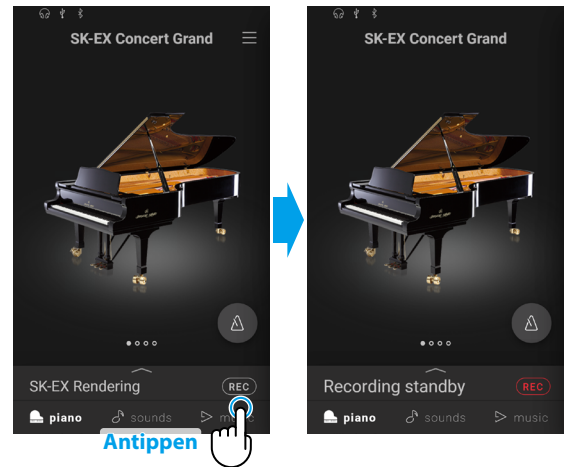 SK-EX Concert Grand
SK-EX Rendering
REC
piano
sounds
music
Antippen
SK-EX Concert Grand
Recording standby
REC
piano
sounds
music